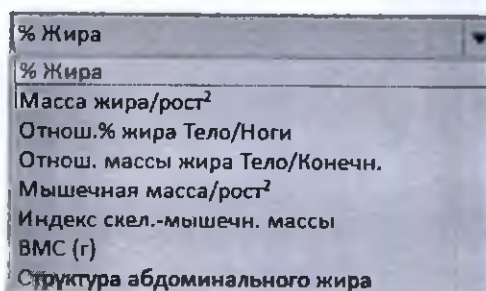 % Жира
% Жира
Масса жира/рост²
Отнош.% жира Тело/Ноги
Отнош. массы жира Тело/Конечн.
Мышечная масса/рост²
Индекс скел.-мышечн. массы
BMC (г)
Структура абдоминального жира